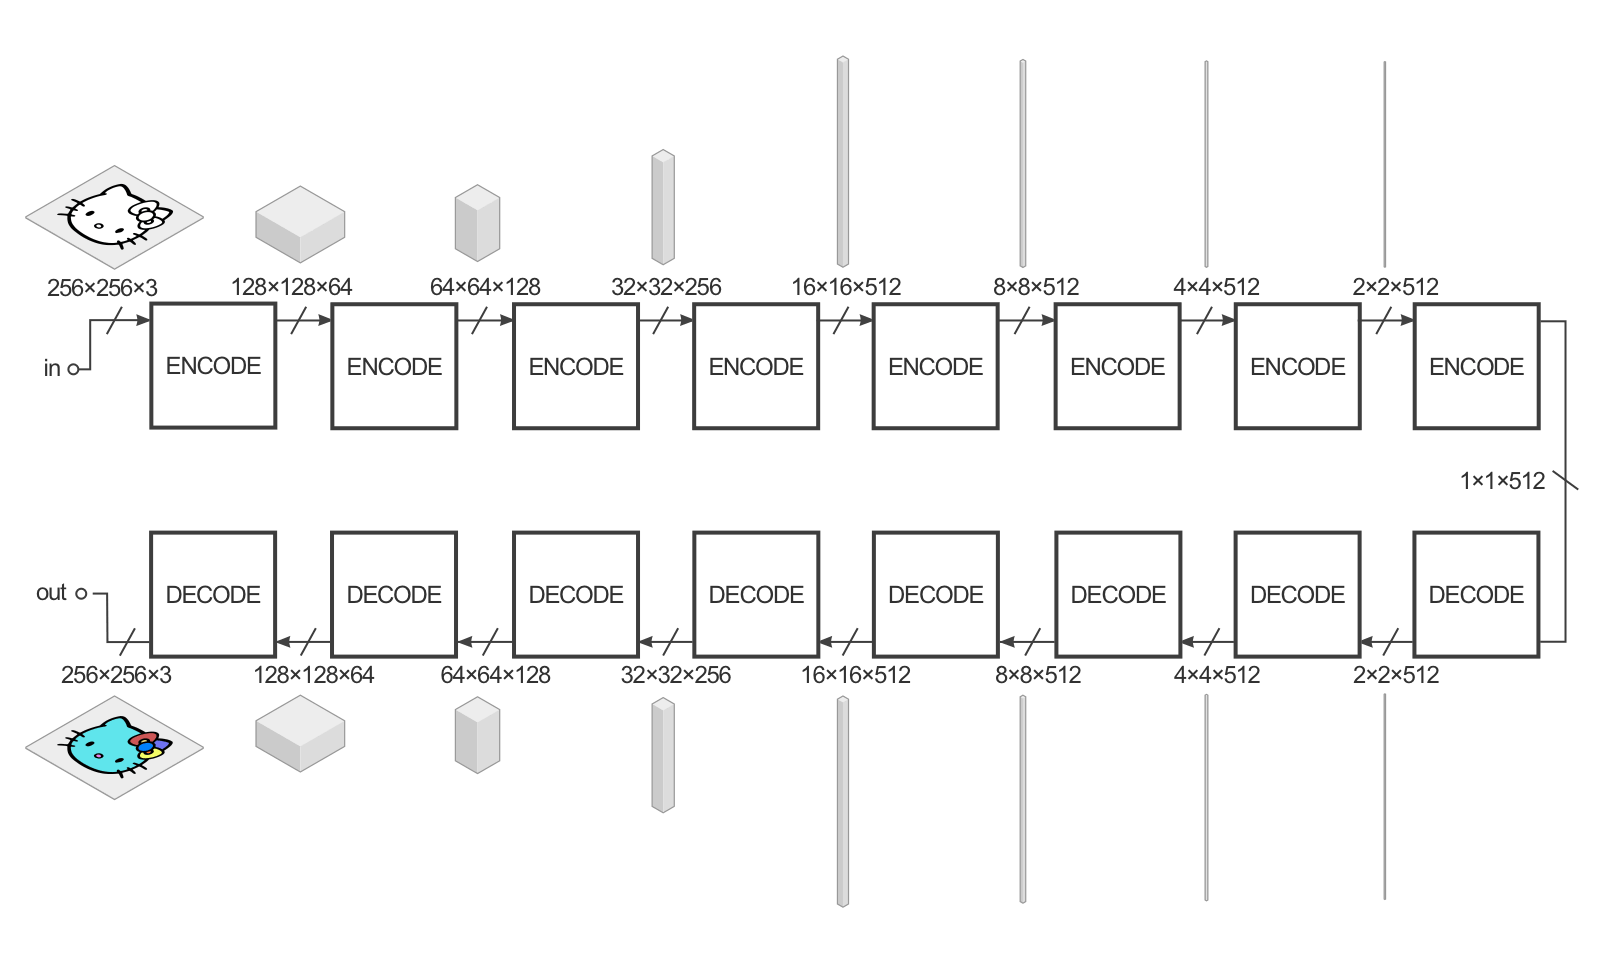 256×256×3 128×128×64 64×64×128 32×32×256 16×16×512 8×8×512 4×4×512 2×2×512
in ENCODE ENCODE ENCODE ENCODE ENCODE ENCODE ENCODE ENCODE
1×1×512
out DECODE DECODE DECODE DECODE DECODE DECODE DECODE DECODE
256×256×3 128×128×64 64×64×128 32×32×256 16×16×512 8×8×512 4×4×512 2×2×512